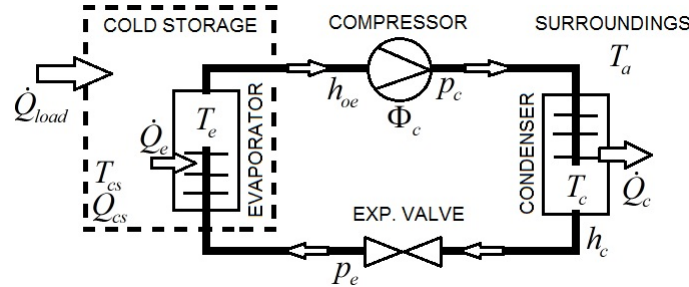 COLD STORAGE
COMPRESSOR
SURROUNDINGS
T_a
Q̇_load
T_e
Q̇_e
EVAPORATOR
T_cs
Q_cs
h_oe
Φ_c
p_c
CONDENSER
T_c
Q̇_c
EXP. VALVE
p_e
h_c